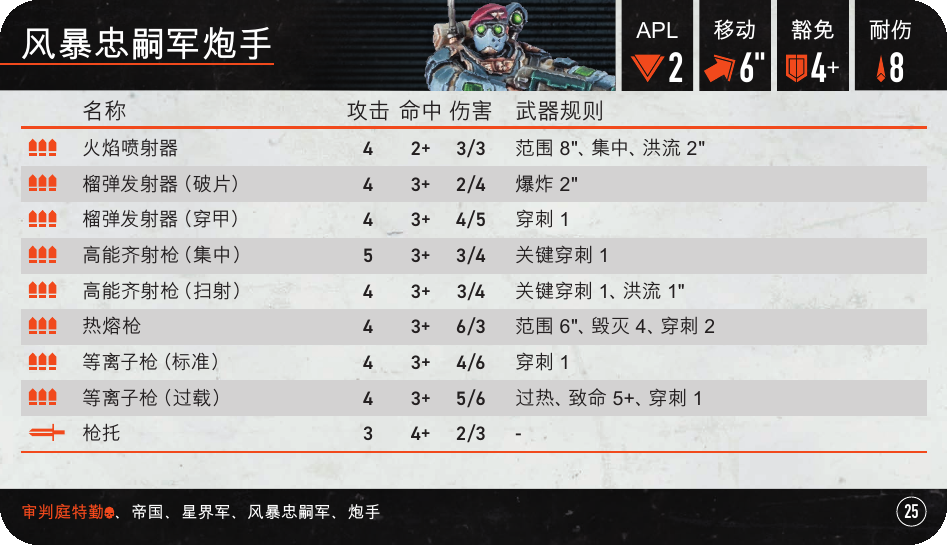 风暴忠嗣军炮手
APL 移动 豁免 耐伤
2 6" 4+ 8
名称 攻击 命中 伤害 武器规则
火焰喷射器 4 2+ 3/3 范围 8"、集中、洪流 2"
榴弹发射器（破片） 4 3+ 2/4 爆炸 2"
榴弹发射器（穿甲） 4 3+ 4/5 穿刺 1
高能齐射枪（集中） 5 3+ 3/4 关键穿刺 1
高能齐射枪（扫射） 4 3+ 3/4 关键穿刺 1、洪流 1"
热熔枪 4 3+ 6/3 范围 6"、毁灭 4、穿刺 2
等离子枪（标准） 4 3+ 4/6 穿刺 1
等离子枪（过载） 4 3+ 5/6 过热、致命 5+、穿刺 1
枪托 3 4+ 2/3 -
审判庭特勤、帝国、星界军、风暴忠嗣军、炮手 25